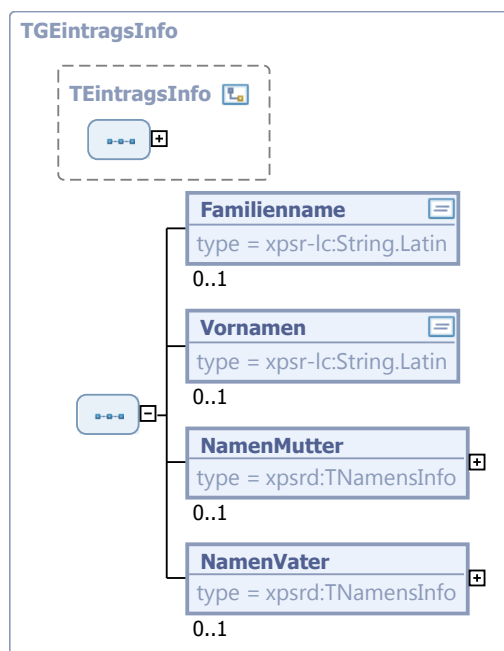 TGEintragsInfo
TEintragsInfo
Familienname
type = xpsr-lc:String.Latin
0..1
Vornamen
type = xpsr-lc:String.Latin
0..1
NamenMutter
type = xpsrd:TNamensInfo
0..1
NamenVater
type = xpsrd:TNamensInfo
0..1